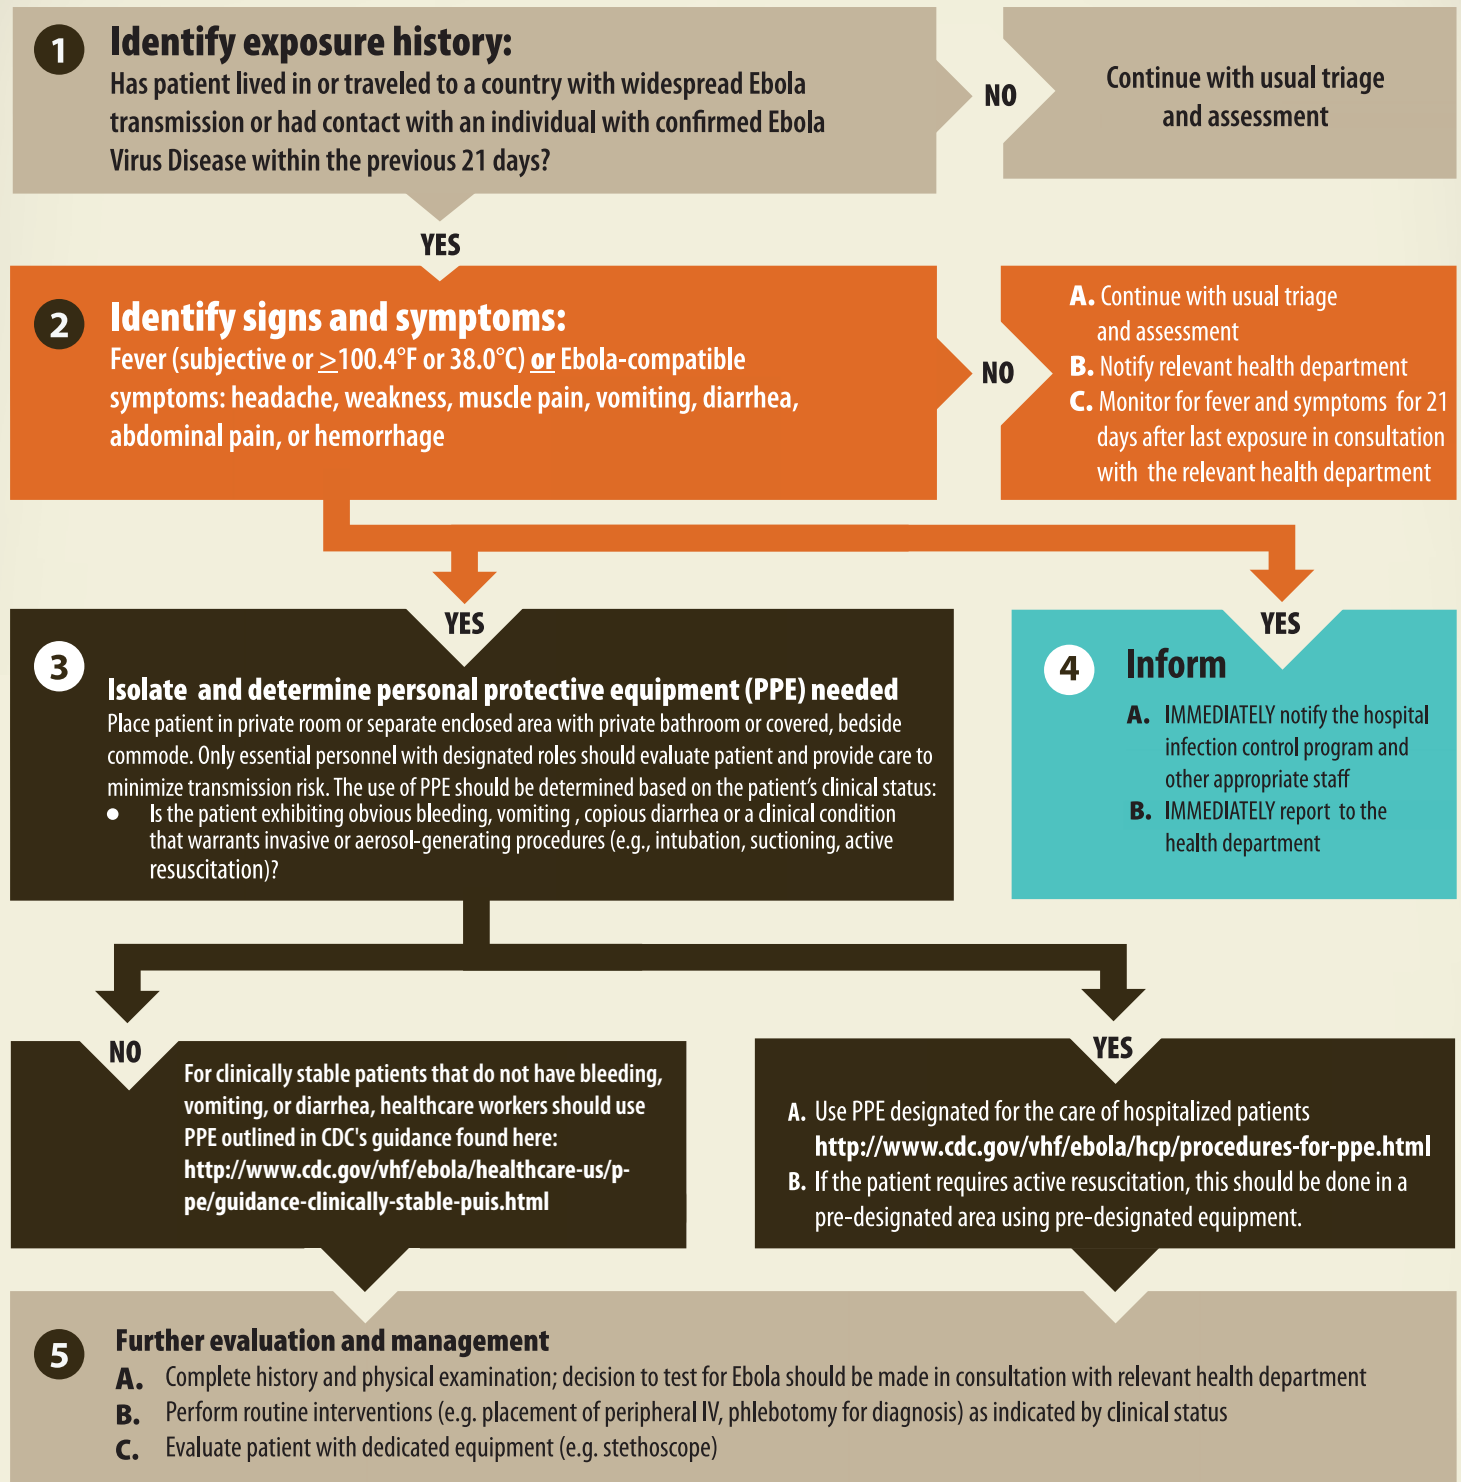 1
Identify exposure history:
Has patient lived in or traveled to a country with widespread Ebola
transmission or had contact with an individual with confirmed Ebola
Virus Disease within the previous 21 days?
NO
Continue with usual triage
and assessment
YES
2
Identify signs and symptoms:
Fever (subjective or ≥100.4°F or 38.0°C) or Ebola-compatible
symptoms: headache, weakness, muscle pain, vomiting, diarrhea,
abdominal pain, or hemorrhage
NO
A. Continue with usual triage
and assessment
B. Notify relevant health department
C. Monitor for fever and symptoms for 21
days after last exposure in consultation
with the relevant health department
YES
3
Isolate and determine personal protective equipment (PPE) needed
Place patient in private room or separate enclosed area with private bathroom or covered, bedside
commode. Only essential personnel with designated roles should evaluate patient and provide care to
minimize transmission risk. The use of PPE should be determined based on the patient's clinical status:
● Is the patient exhibiting obvious bleeding, vomiting , copious diarrhea or a clinical condition
that warrants invasive or aerosol-generating procedures (e.g., intubation, suctioning, active
resuscitation)?
YES
4
Inform
A. IMMEDIATELY notify the hospital
infection control program and
other appropriate staff
B. IMMEDIATELY report to the
health department
NO
For clinically stable patients that do not have bleeding,
vomiting, or diarrhea, healthcare workers should use
PPE outlined in CDC's guidance found here:
http://www.cdc.gov/vhf/ebola/healthcare-us/p-
pe/guidance-clinically-stable-puis.html
YES
A. Use PPE designated for the care of hospitalized patients
http://www.cdc.gov/vhf/ebola/hcp/procedures-for-ppe.html
B. If the patient requires active resuscitation, this should be done in a
pre-designated area using pre-designated equipment.
5
Further evaluation and management
A. Complete history and physical examination; decision to test for Ebola should be made in consultation with relevant health department
B. Perform routine interventions (e.g. placement of peripheral IV, phlebotomy for diagnosis) as indicated by clinical status
C. Evaluate patient with dedicated equipment (e.g. stethoscope)